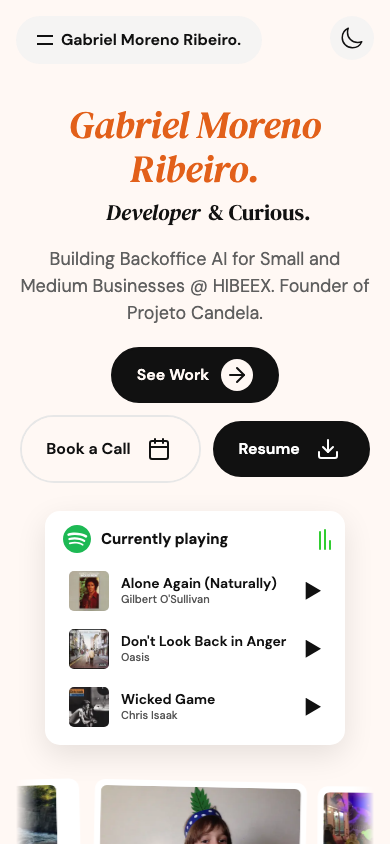 Gabriel Moreno Ribeiro.
Gabriel Moreno
Ribeiro.
Developer & Curious.
Building Backoffice AI for Small and
Medium Businesses @ HIBEEX. Founder of
Projeto Candela.
See Work
Book a Call
Resume
Currently playing
Alone Again (Naturally)
Gilbert O'Sullivan
Don't Look Back in Anger
Oasis
Wicked Game
Chris Isaak